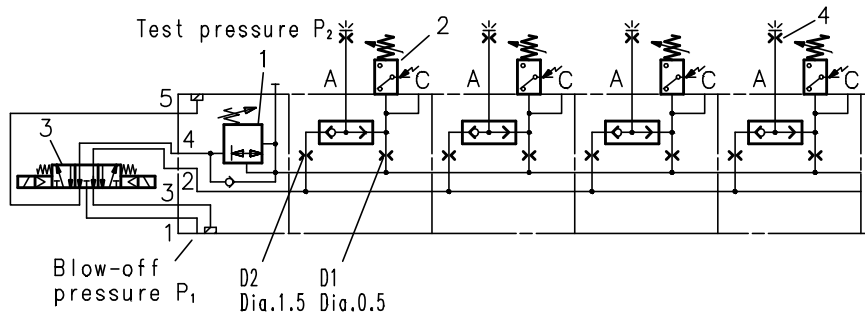 Test pressure P₂
1
2
4
A
C
A
C
A
C
A
C
5
3
4
2
3
1
Blow-off
pressure P₁
D2
Dia.1.5
D1
Dia.0.5